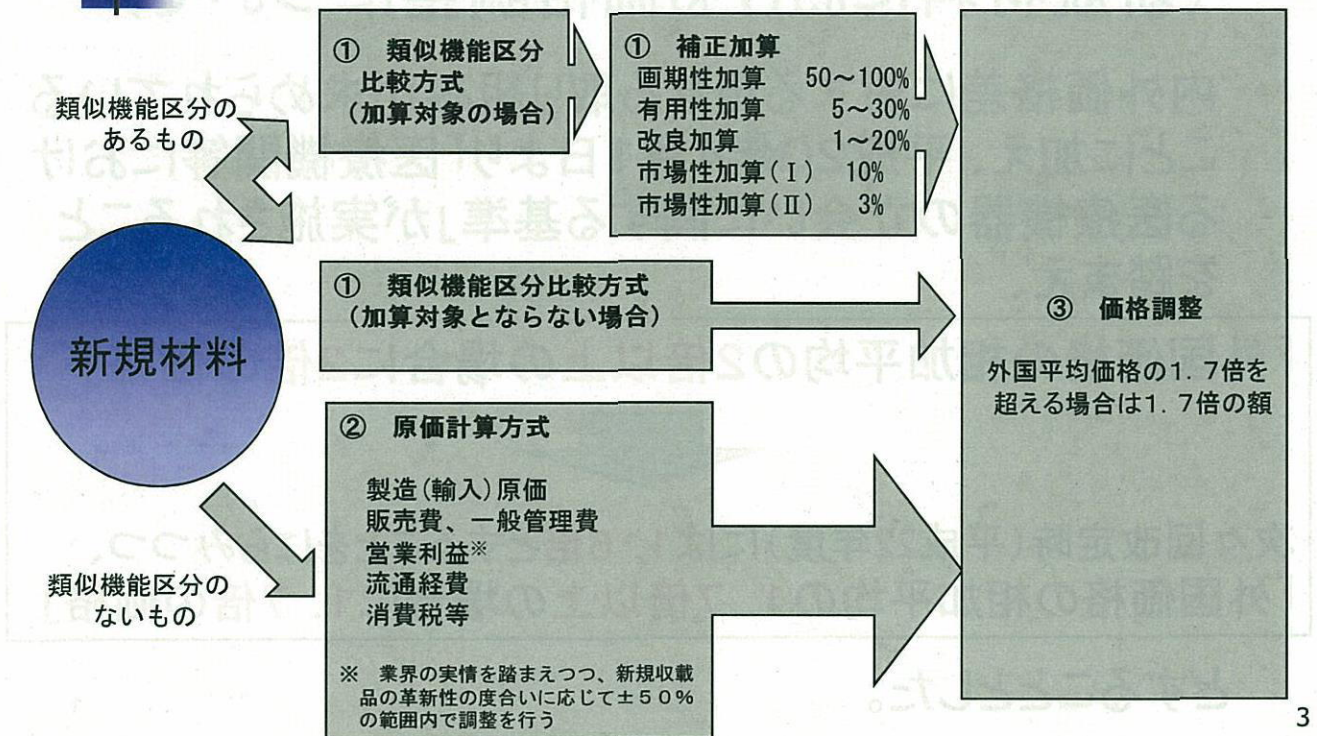 ① 類似機能区分
比較方式
(加算対象の場合)
① 補正加算
画期性加算 50～100%
有用性加算 5～30%
改良加算 1～20%
市場性加算(Ⅰ) 10%
市場性加算(Ⅱ) 3%
類似機能区分の
あるもの
① 類似機能区分比較方式
(加算対象とならない場合)
新規材料
③ 価格調整
外国平均価格の1.7倍を
超える場合は1.7倍の額
② 原価計算方式
製造(輸入)原価
販売費、一般管理費
営業利益※
流通経費
消費税等
※ 業界の実情を踏まえつつ、新規収載
品の革新性の度合いに応じて±50%
の範囲内で調整を行う
類似機能区分の
ないもの
3